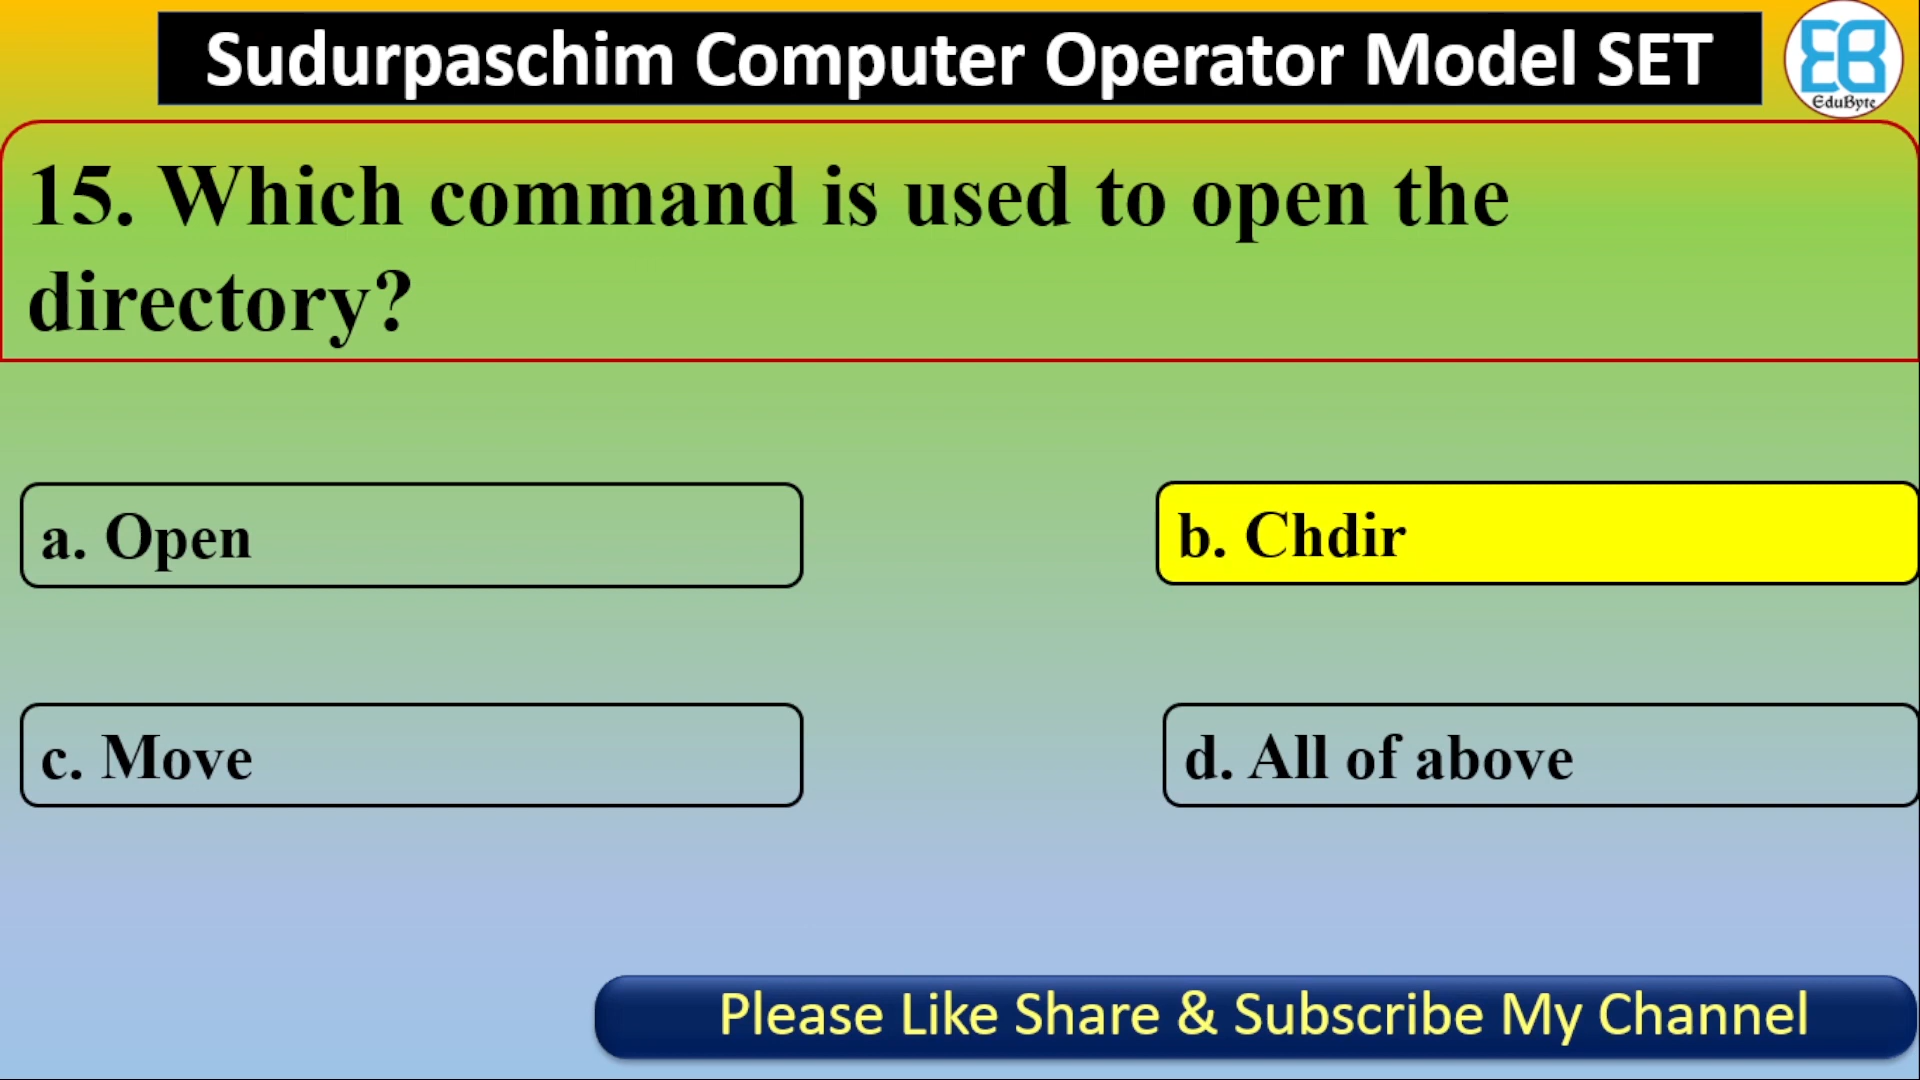 Sudurpaschim Computer Operator Model SET
EduByte
15. Which command is used to open the
directory?
a. Open
b. Chdir
c. Move
d. All of above
Please Like Share & Subscribe My Channel